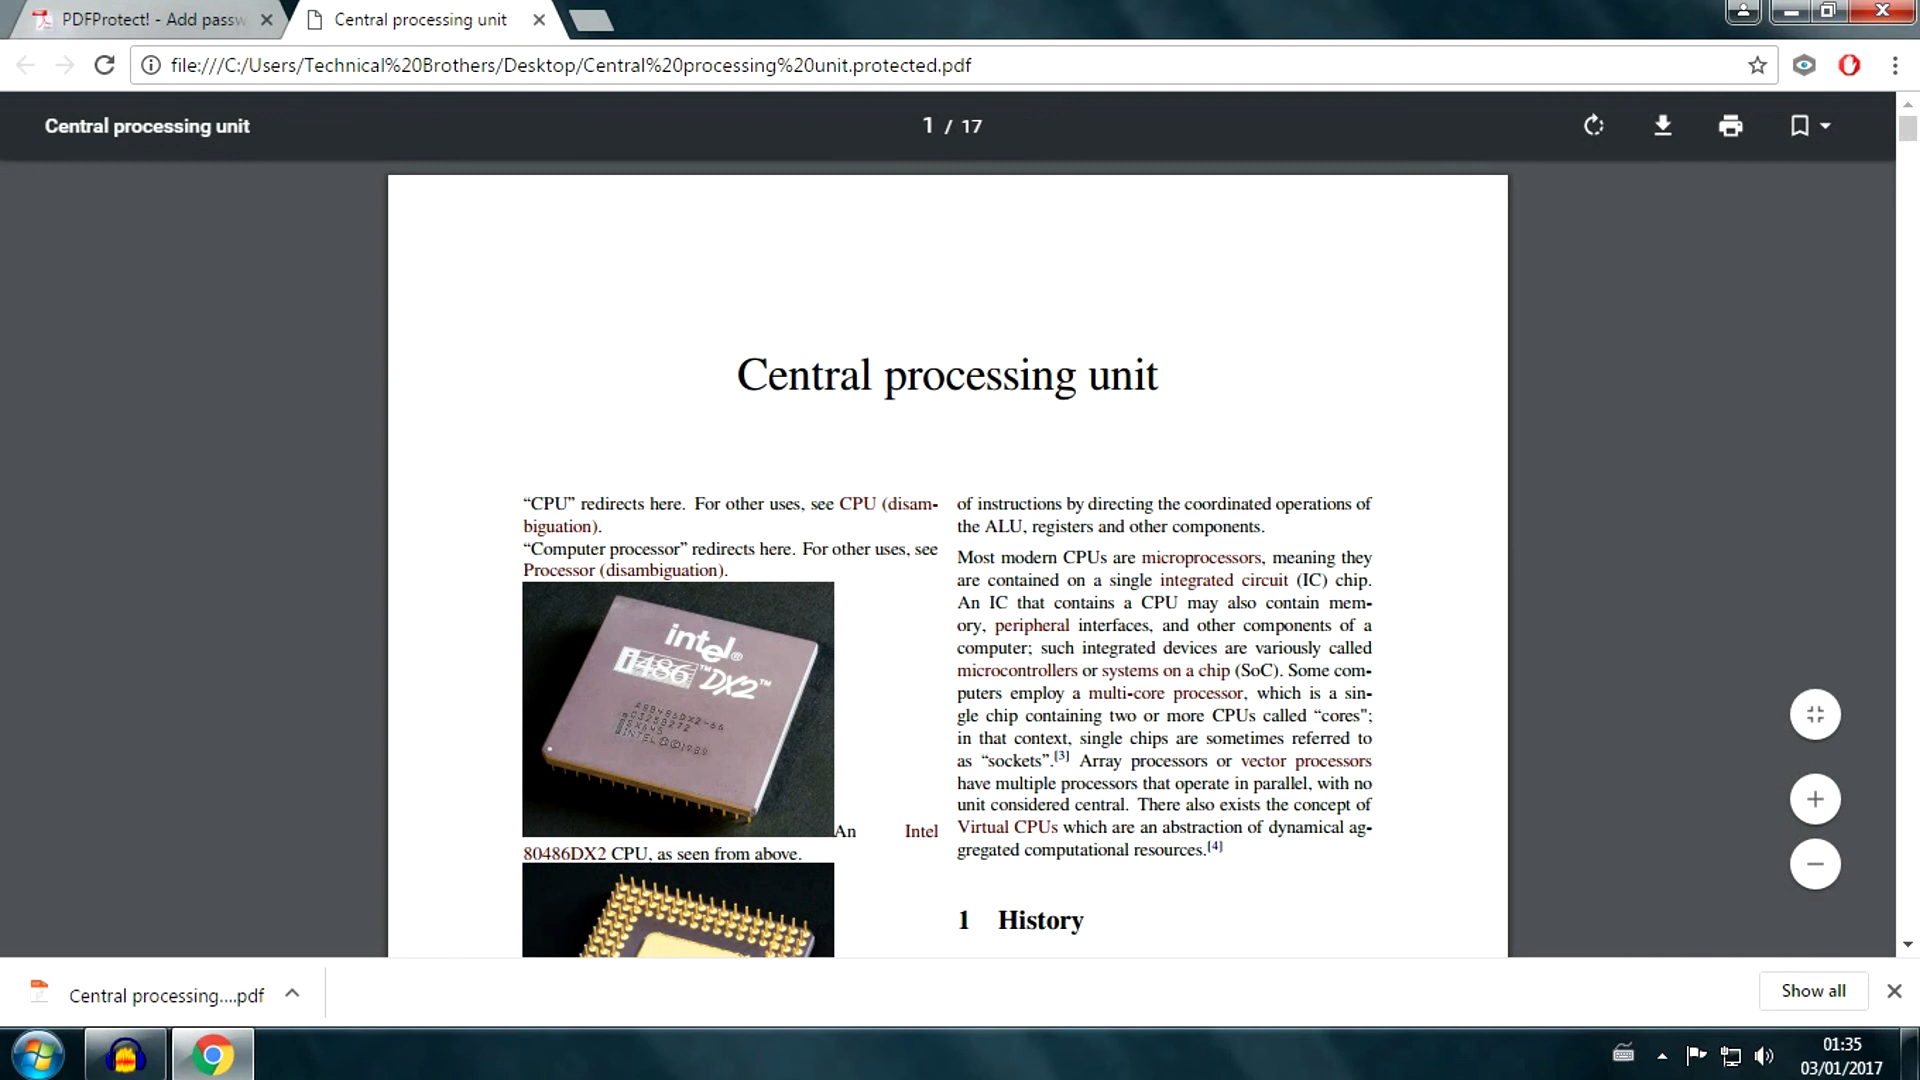 PDFProtect! - Add passw
Central processing unit
file:///C:/Users/Technical%20Brothers/Desktop/Central%20processing%20unit.protected.pdf
Central processing unit
1 / 17
Central processing unit
“CPU” redirects here. For other uses, see CPU (disam-
biguation).
“Computer processor” redirects here. For other uses, see
Processor (disambiguation).
intel®
i486™DX2™
A80486DX2-66
INTEL ©©1989
An Intel
80486DX2 CPU, as seen from above.
of instructions by directing the coordinated operations of
the ALU, registers and other components.
Most modern CPUs are microprocessors, meaning they
are contained on a single integrated circuit (IC) chip.
An IC that contains a CPU may also contain mem-
ory, peripheral interfaces, and other components of a
computer; such integrated devices are variously called
microcontrollers or systems on a chip (SoC). Some com-
puters employ a multi-core processor, which is a sin-
gle chip containing two or more CPUs called “cores";
in that context, single chips are sometimes referred to
as “sockets”.[3] Array processors or vector processors
have multiple processors that operate in parallel, with no
unit considered central. There also exists the concept of
Virtual CPUs which are an abstraction of dynamical ag-
gregated computational resources.[4]
1 History
Central processing....pdf
Show all
01:35
03/01/2017